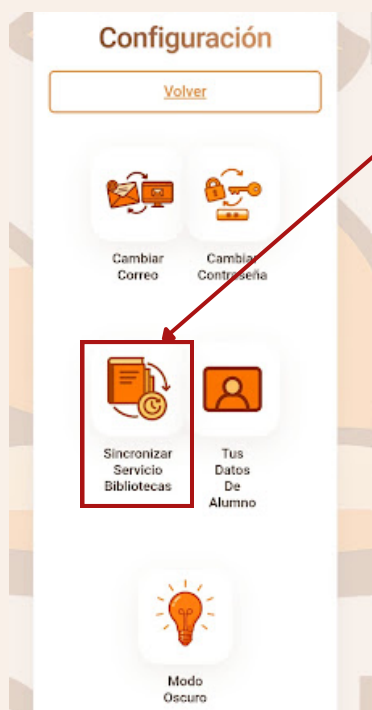 Configuración
Volver
Cambiar
Correo
Cambiar
Contraseña
Sincronizar
Servicio
Bibliotecas
Tus
Datos
De
Alumno
Modo
Oscuro